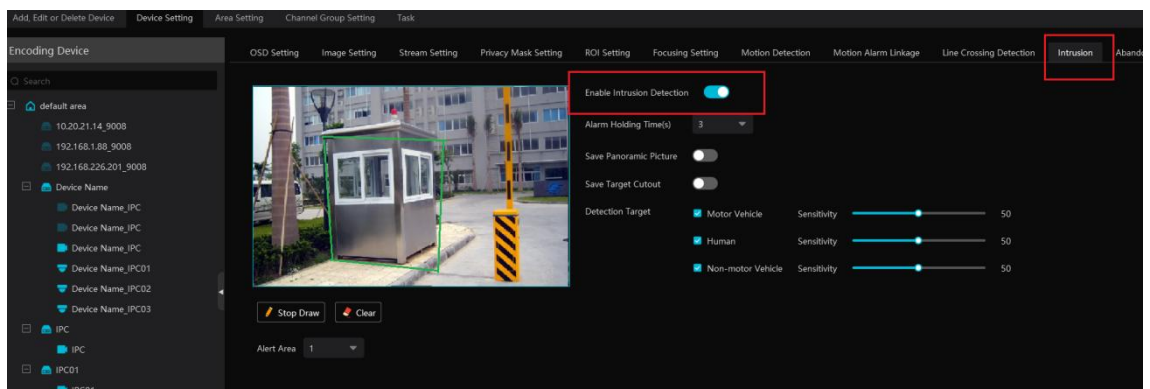 Add, Edit or Delete Device Device Setting Area Setting Channel Group Setting Task
Encoding Device
OSD Setting Image Setting Stream Setting Privacy Mask Setting ROI Setting Focusing Setting Motion Detection Motion Alarm Linkage Line Crossing Detection Intrusion Aband
Search
default area
10.20.21.14_9008
192.168.1.88_9008
192.168.226.201_9008
Device Name
Device Name_IPC
Device Name_IPC
Device Name_IPC
Device Name_IPC01
Device Name_IPC02
Device Name_IPC03
IPC
IPC
IPC01
IPC01
Enable Intrusion Detection
Alarm Holding Time(s) 3
Save Panoramic Picture
Save Target Cutout
Detection Target Motor Vehicle Sensitivity 50
Human Sensitivity 50
Non-motor Vehicle Sensitivity 50
Stop Draw Clear
Alert Area 1